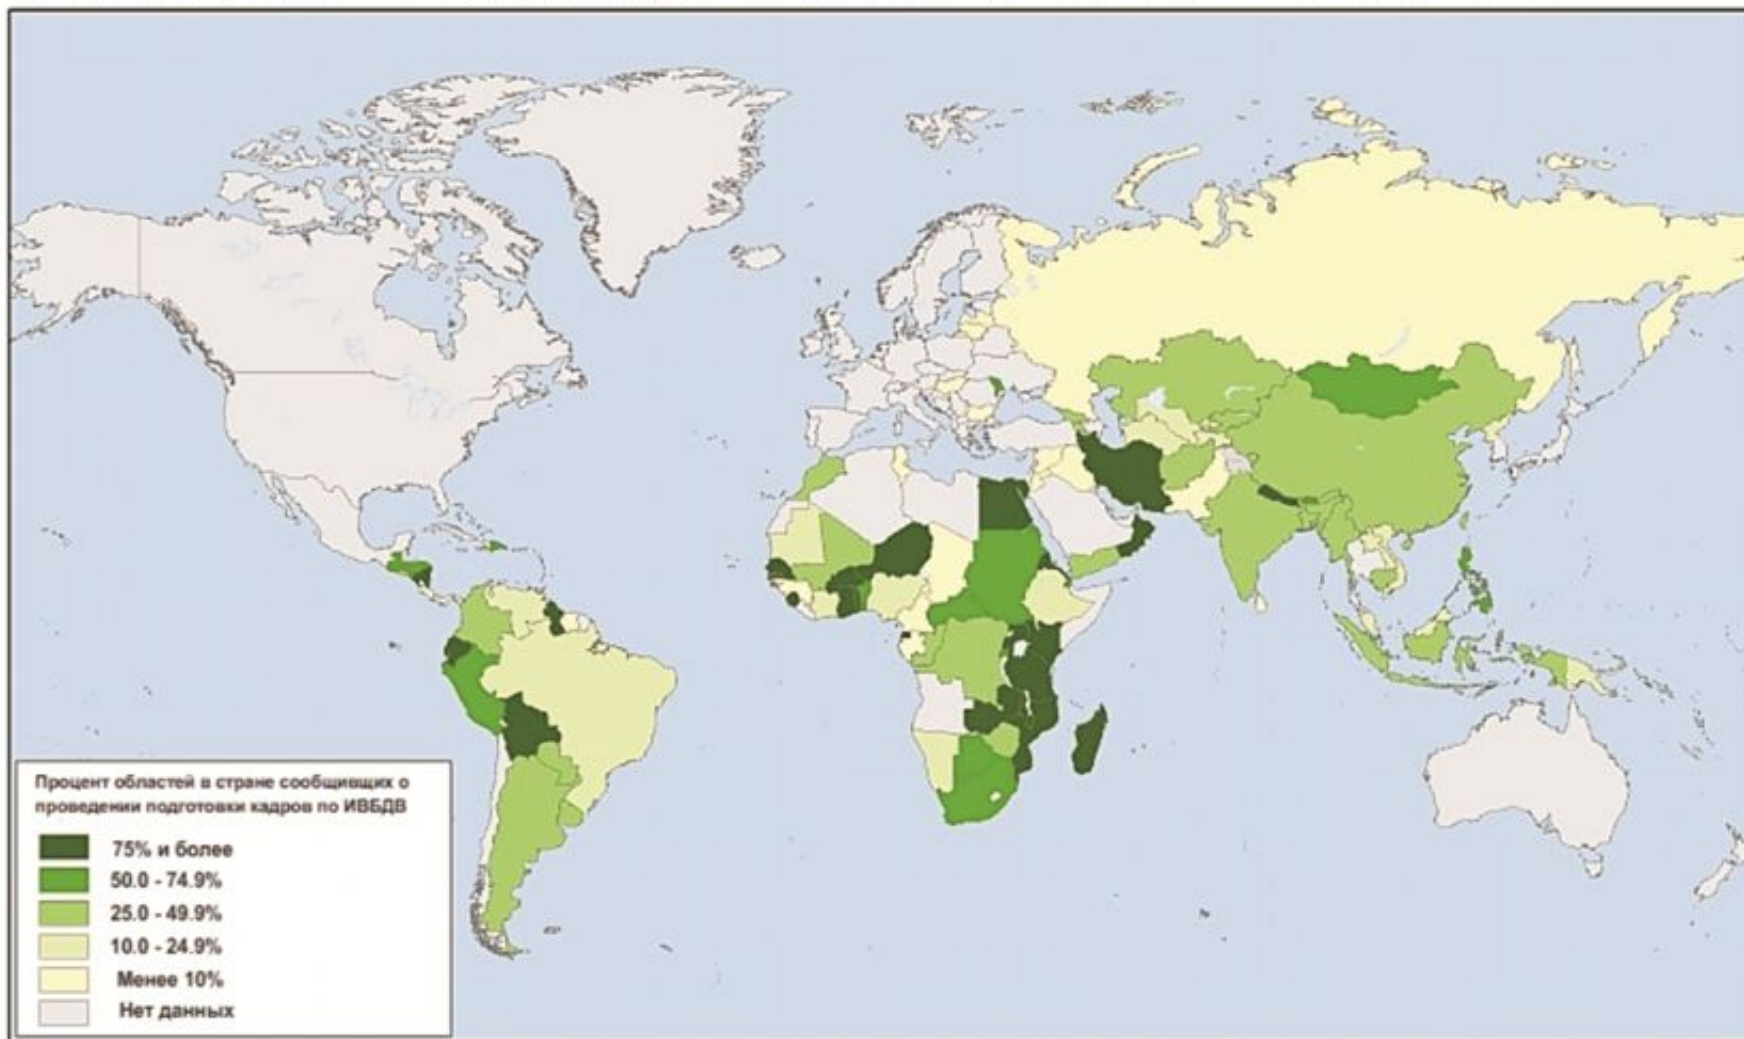 Процент областей в стране сообщивщих о
проведении подготовки кадров по ИВБДВ
75% и более
50.0 - 74.9%
25.0 - 49.9%
10.0 - 24.9%
Менее 10%
Нет данных